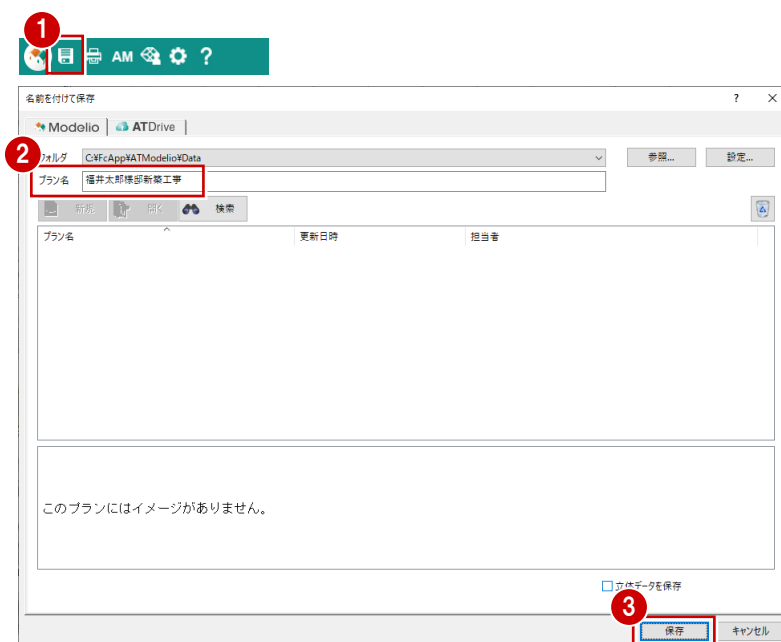 1
AM ?
名前を付けて保存 ? ×
Modelio ATDrive
2
フォルダ C:¥FcApp¥ATModelio¥Data 参照... 設定...
プラン名 福井太郎様邸新築工事
新規 開く 検索
プラン名 更新日時 担当者
このプランにはイメージがありません。
立体データを保存
3
保存 キャンセル